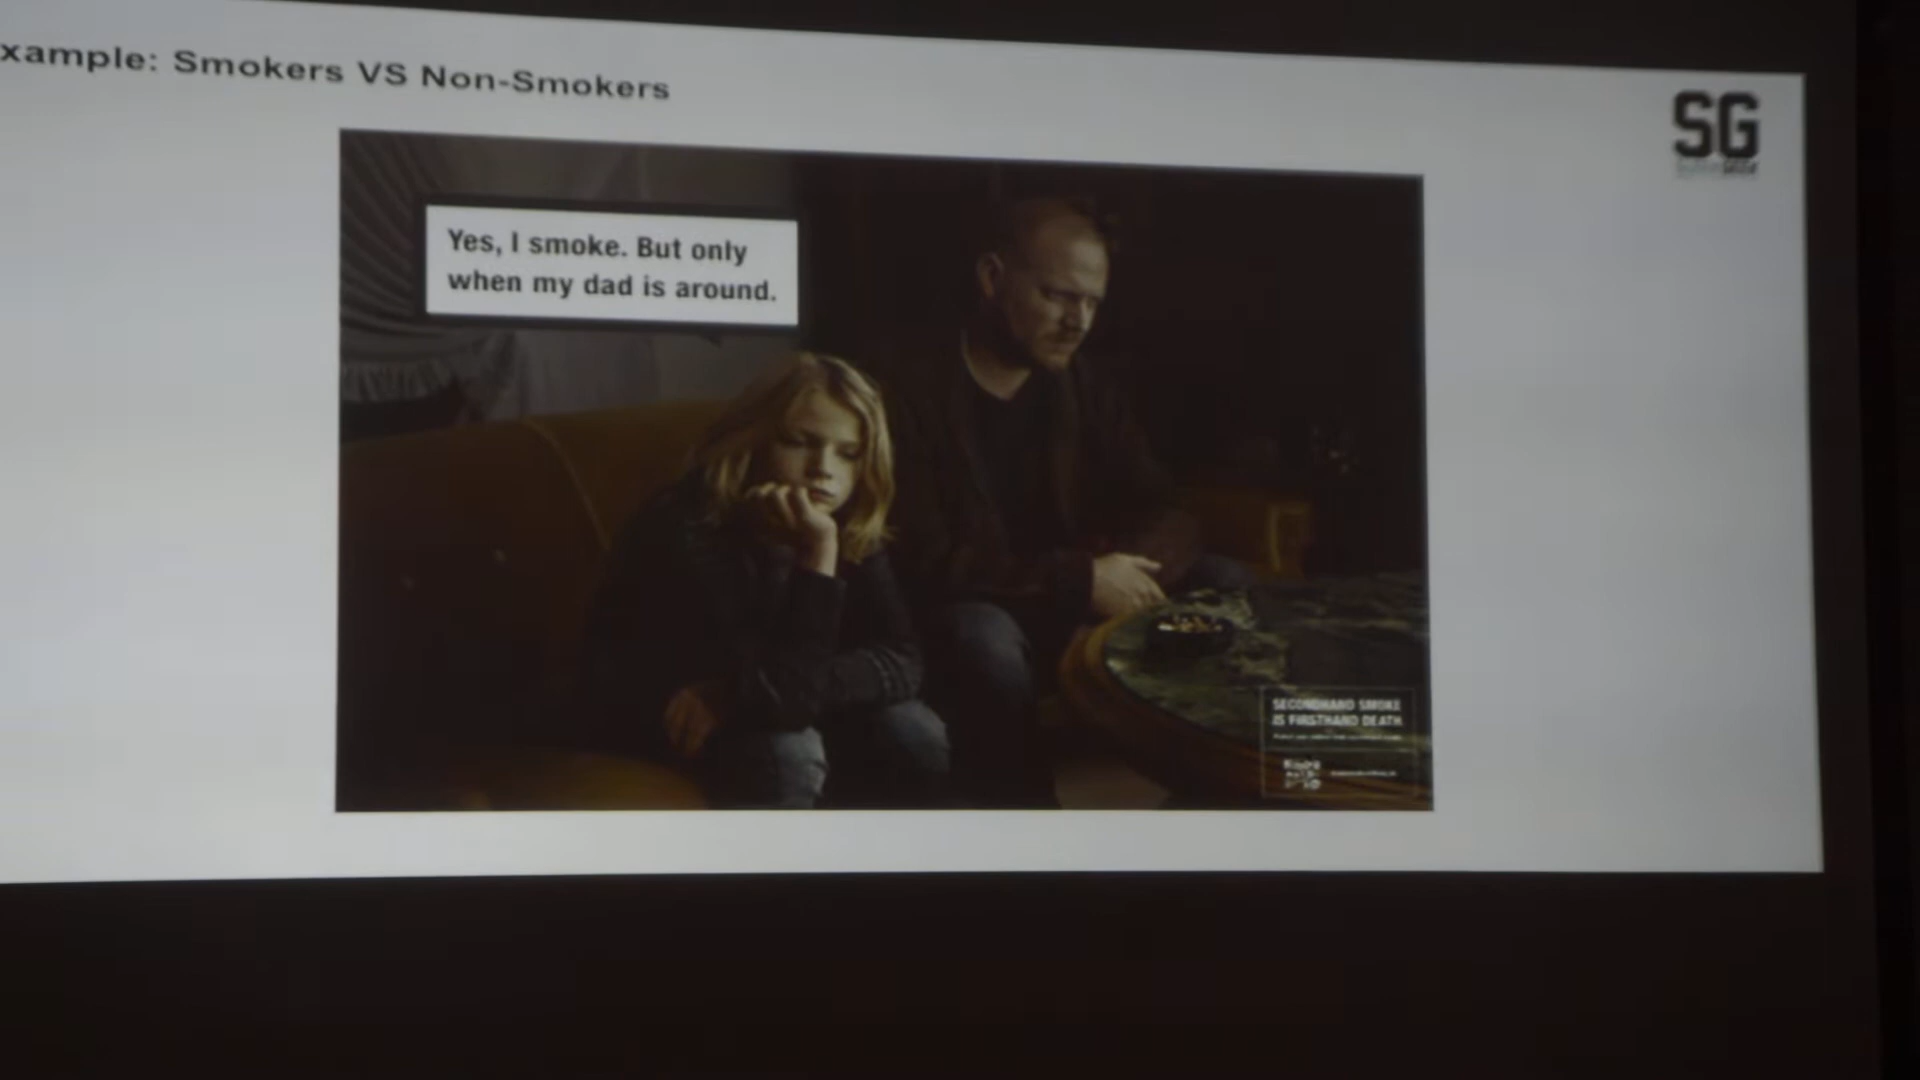 xample: Smokers VS Non-Smokers
SG
Yes, I smoke. But only
when my dad is around.
SECONDHAND SMOKE
IS FIRSTHAND DEATH